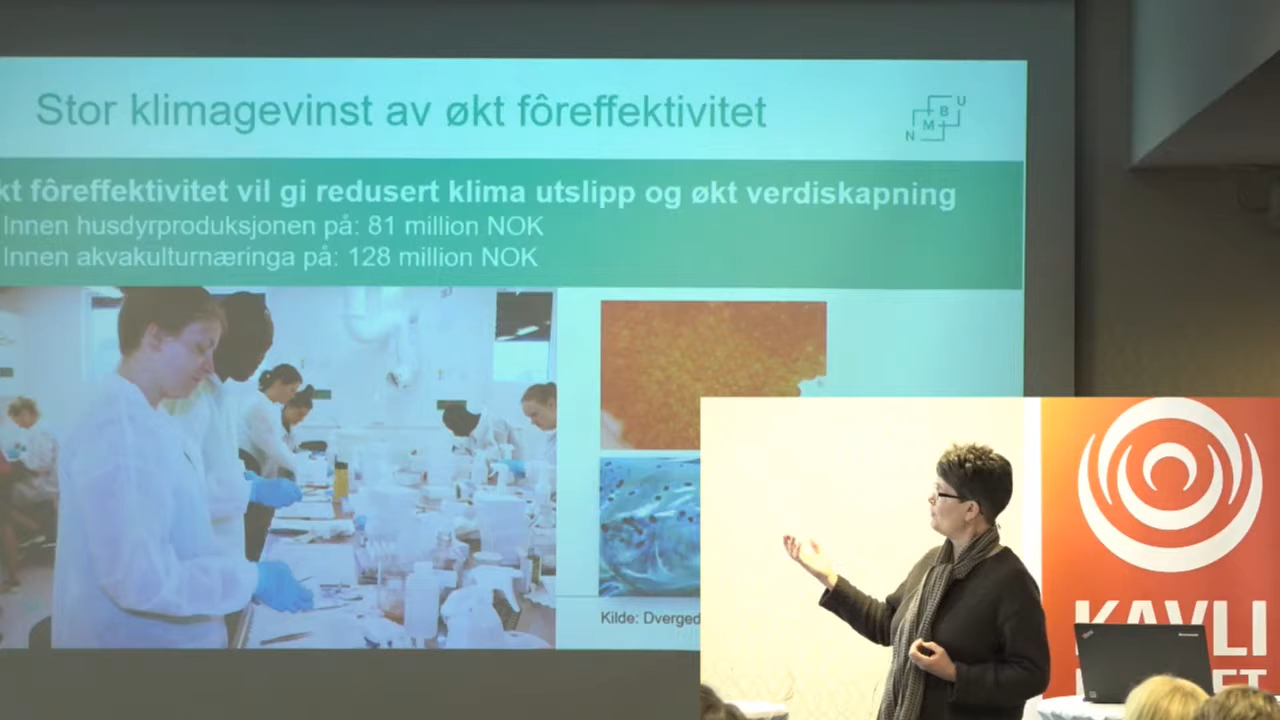 Stor klimagevinst av økt fôreffektivitet
N M B U
kt fôreffektivitet vil gi redusert klima utslipp og økt verdiskapning
Innen husdyrproduksjonen på: 81 million NOK
Innen akvakulturnæringa på: 128 million NOK
Kilde: Dverged
KAVLI